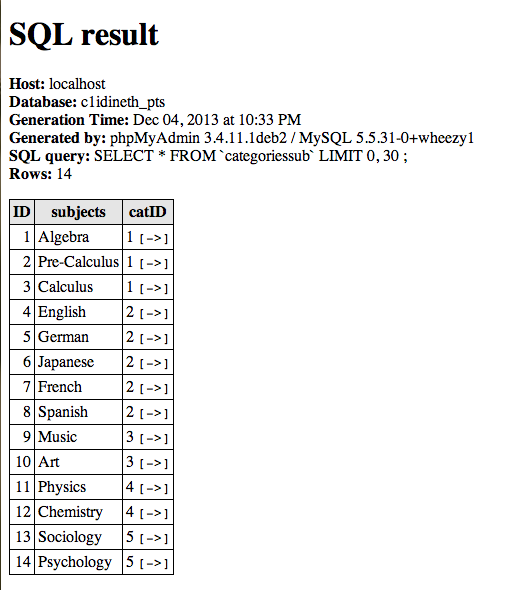 SQL result
Host: localhost
Database: c1idineth_pts
Generation Time: Dec 04, 2013 at 10:33 PM
Generated by: phpMyAdmin 3.4.11.1deb2 / MySQL 5.5.31-0+wheezy1
SQL query: SELECT * FROM `categoriessub` LIMIT 0, 30 ;
Rows: 14
ID subjects catID
1 Algebra 1 [->]
2 Pre-Calculus 1 [->]
3 Calculus 1 [->]
4 English 2 [->]
5 German 2 [->]
6 Japanese 2 [->]
7 French 2 [->]
8 Spanish 2 [->]
9 Music 3 [->]
10 Art 3 [->]
11 Physics 4 [->]
12 Chemistry 4 [->]
13 Sociology 5 [->]
14 Psychology 5 [->]